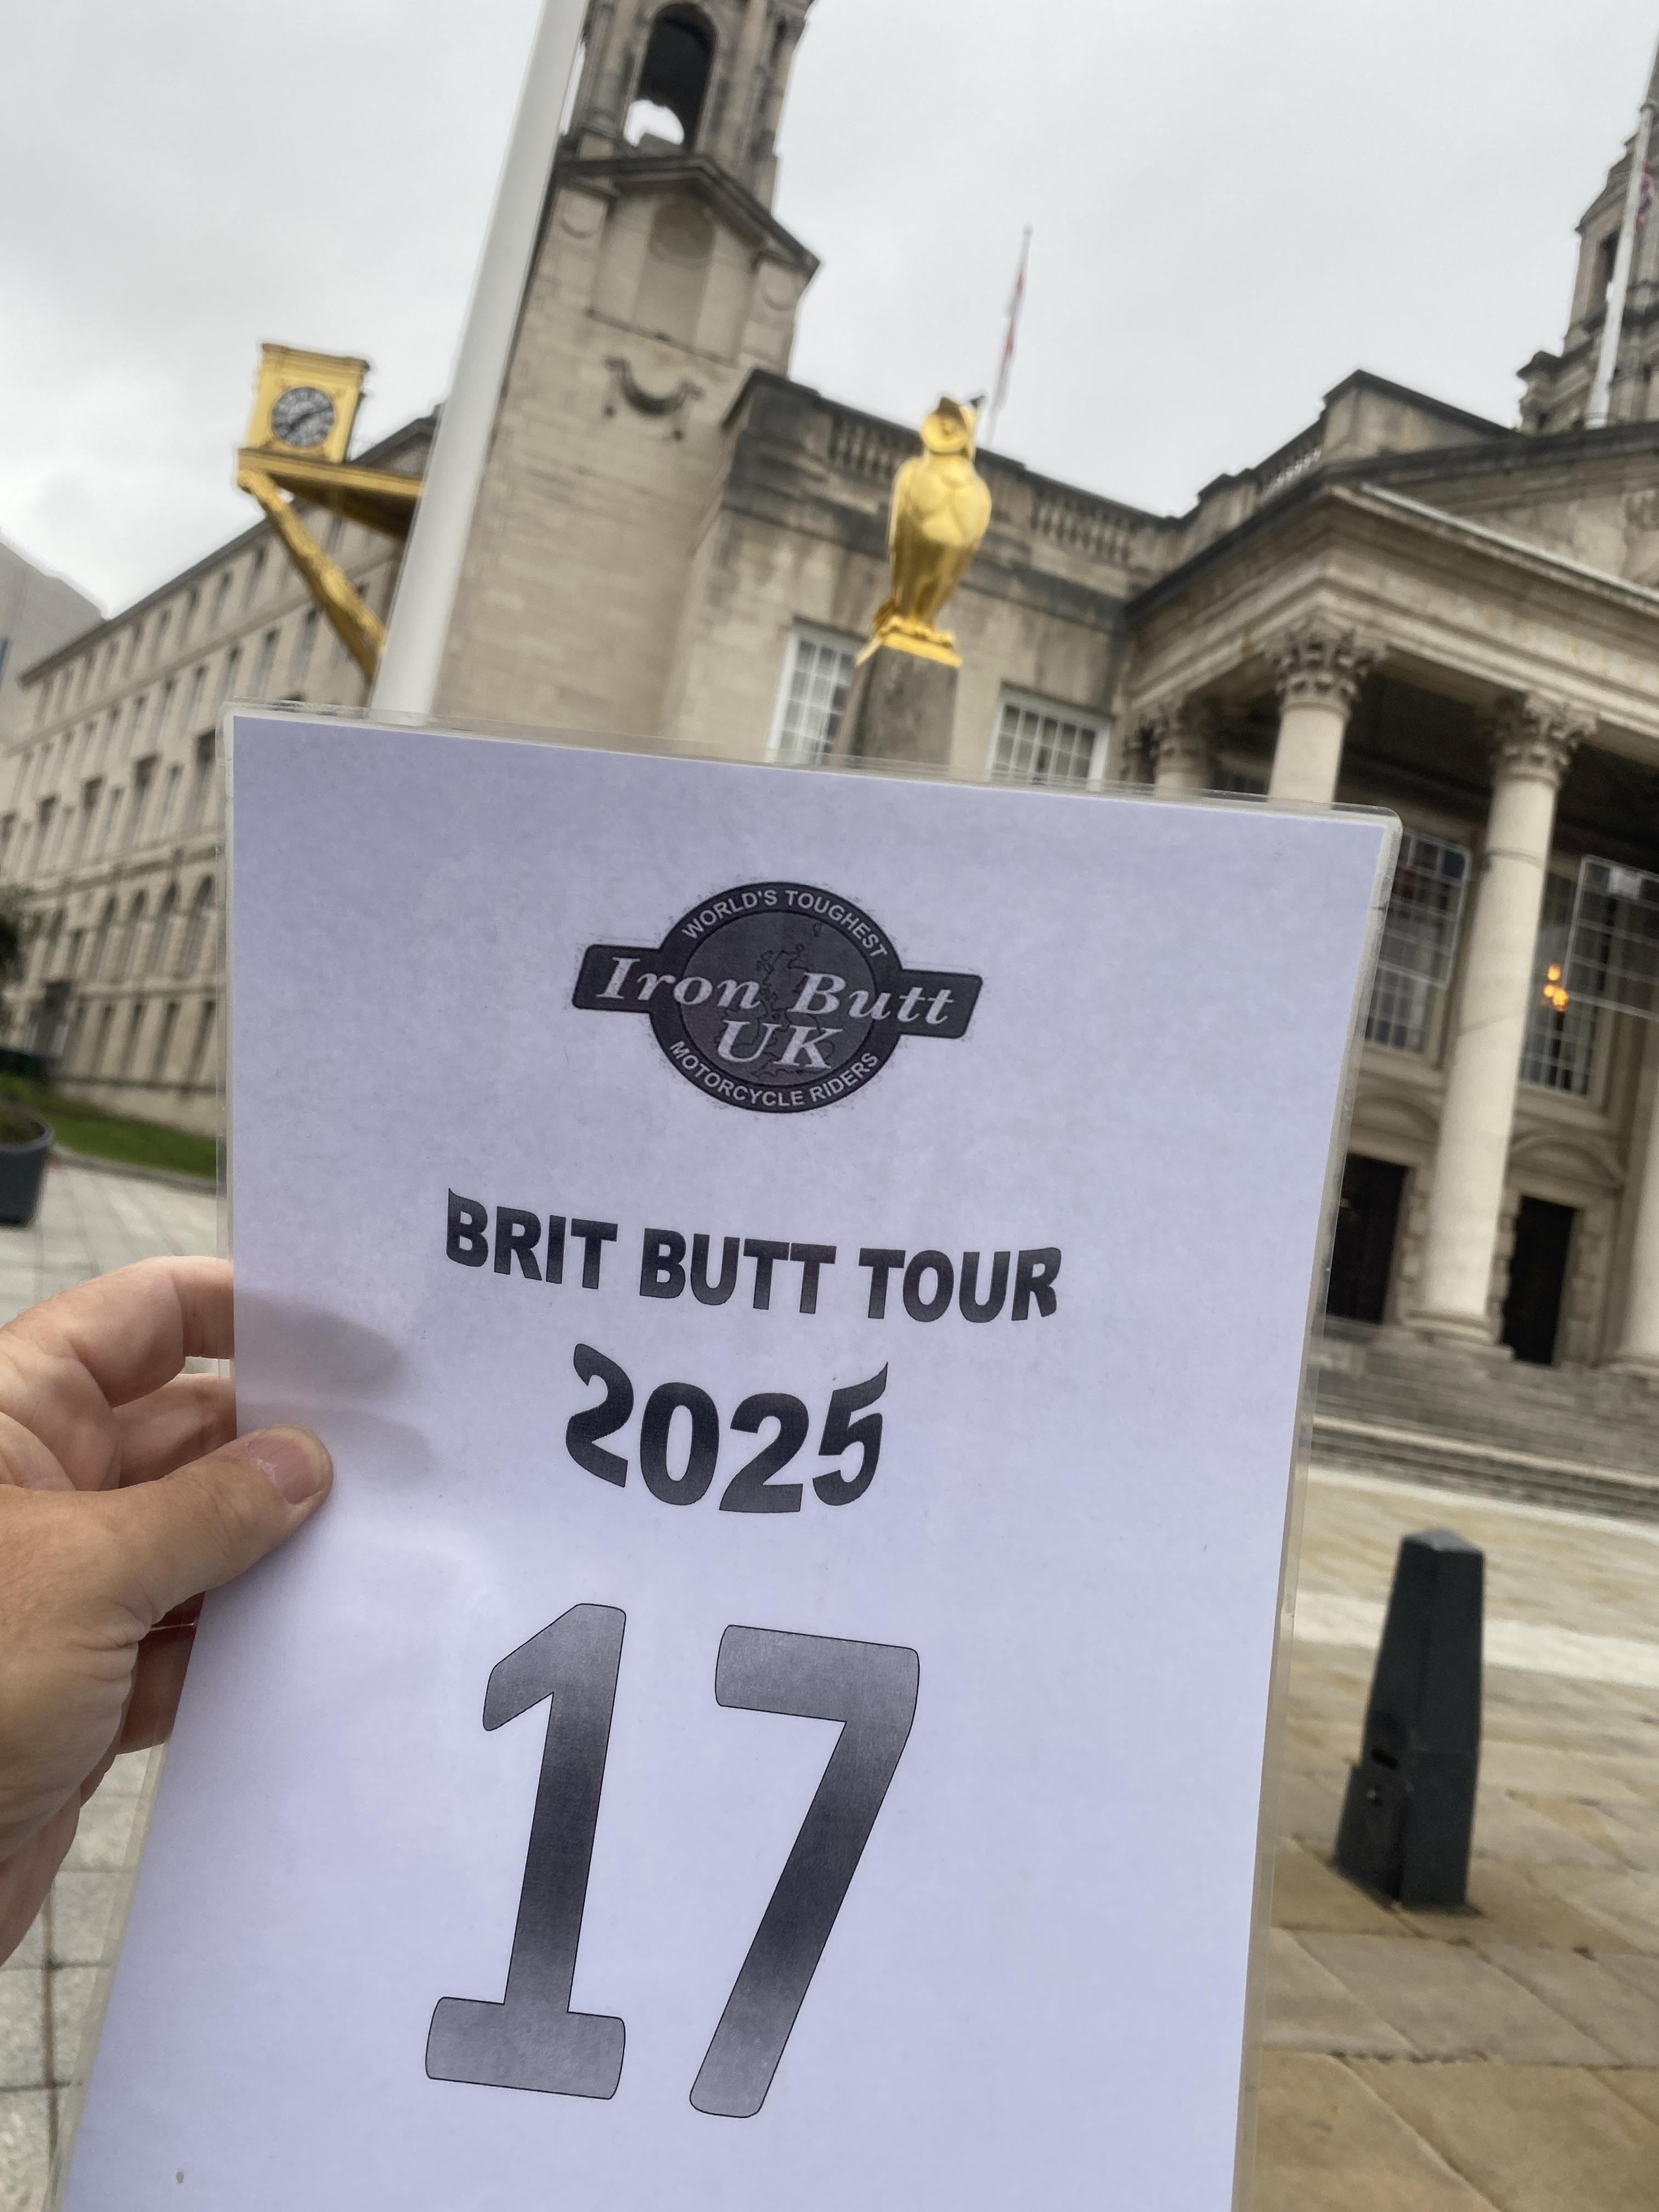 WORLD'S TOUGHEST
Iron Butt
UK
MOTORCYCLE RIDERS
BRIT BUTT TOUR
2025
17